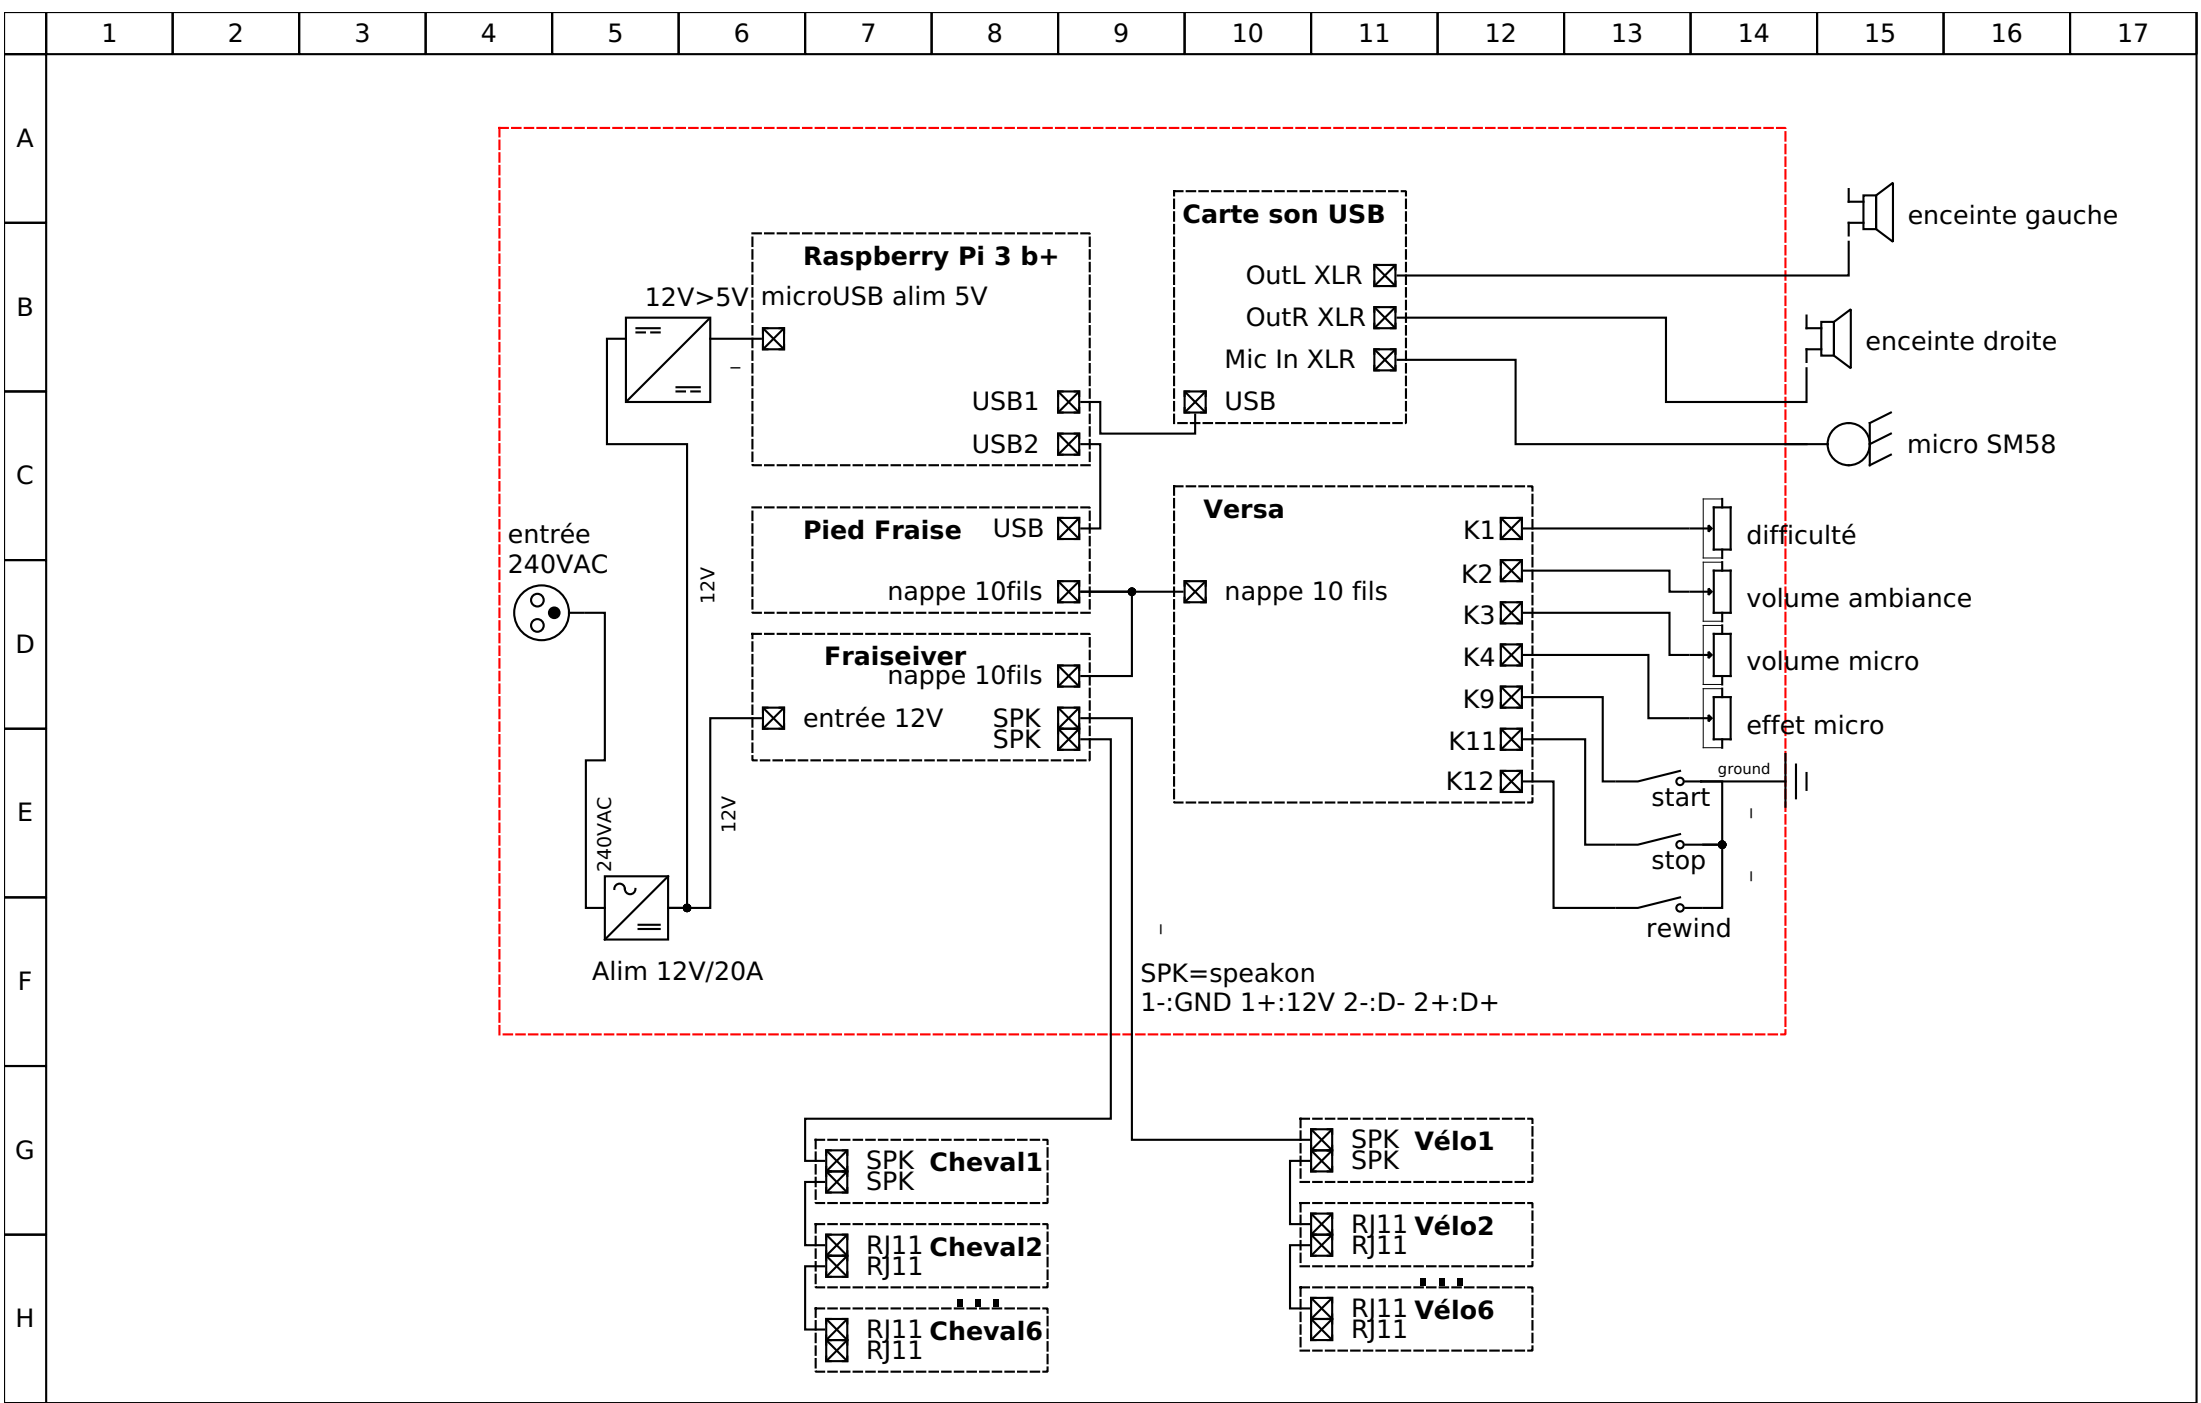 1 2 3 4 5 6 7 8 9 10 11 12 13 14 15 16 17
A
B
C
D
E
F
G
H
Raspberry Pi 3 b+
microUSB alim 5V
12V>5V
USB1
USB2
Carte son USB
OutL XLR
OutR XLR
Mic In XLR
USB
enceinte gauche
enceinte droite
micro SM58
entrée
240VAC
12V
Pied Fraise
USB
nappe 10fils
Fraiseiver
nappe 10fils
entrée 12V
SPK
SPK
12V
240VAC
Alim 12V/20A
Versa
nappe 10 fils
K1
K2
K3
K4
K9
K11
K12
difficulté
volume ambiance
volume micro
effet micro
ground
start
stop
rewind
SPK=speakon
1-:GND 1+:12V 2-:D- 2+:D+
SPK Cheval1
SPK
RJ11 Cheval2
RJ11
...
RJ11 Cheval6
RJ11
SPK Vélo1
SPK
RJ11 Vélo2
RJ11
...
RJ11 Vélo6
RJ11